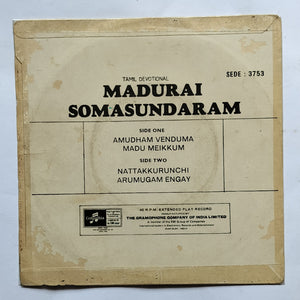 TAMIL DEVOTIONAL
SEDE : 3753
MADURAI
SOMASUNDARAM
SIDE ONE
AMUDHAM VENDUMA
MADU MEIKKUM
SIDE TWO
NATTAKKURUNCHI
ARUMUGAM ENGAY
45 R.P.M. EXTENDED PLAY RECORD
THE GRAMOPHONE COMPANY OF INDIA LIMITED